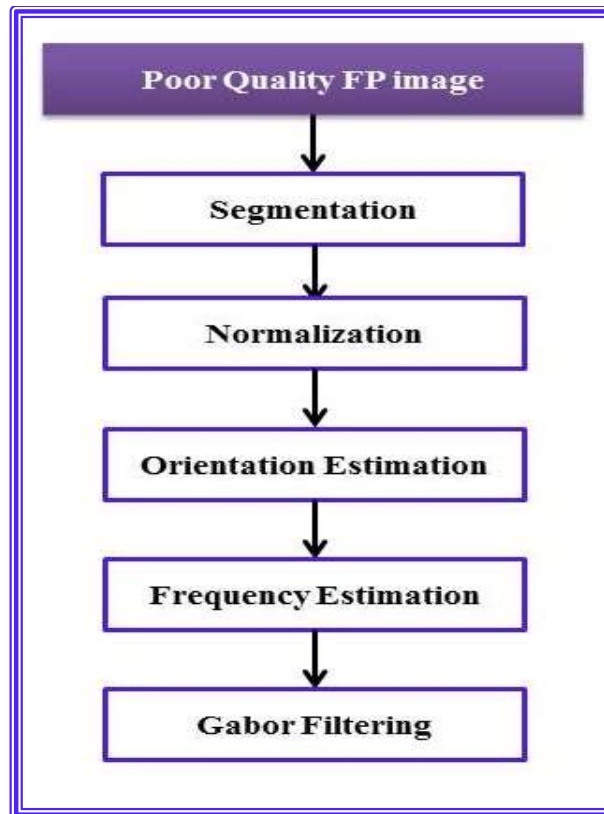 Poor Quality FP image
Segmentation
Normalization
Orientation Estimation
Frequency Estimation
Gabor Filtering